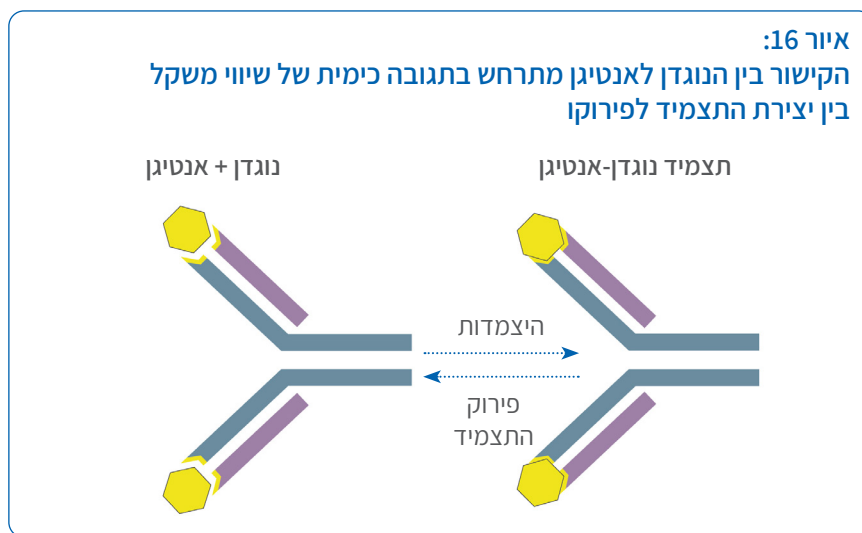 איור 16:
הקישור בין הנוגדן לאנטיגן מתרחש בתגובה כימית של שיווי משקל
בין יצירת התצמיד לפירוקו
תצמיד נוגדן-אנטיגן
נוגדן + אנטיגן
היצמדות
פירוק
התצמיד